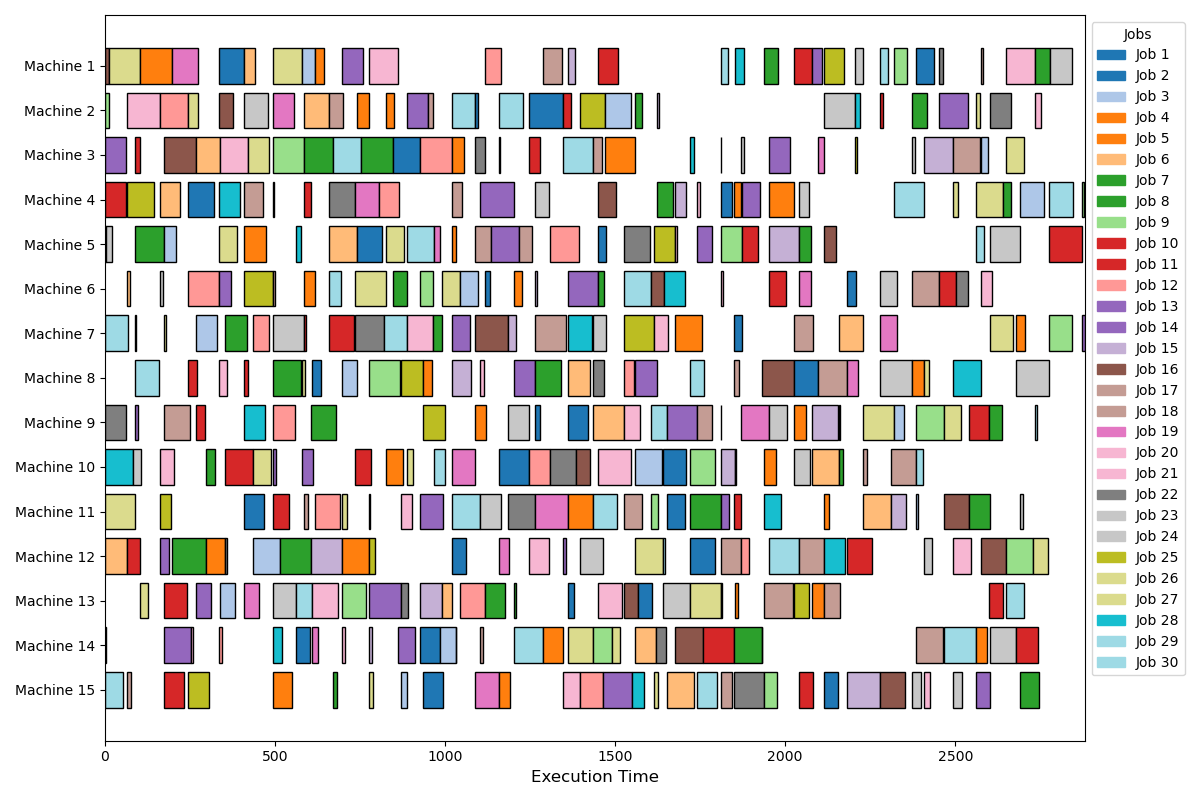 Machine 1
Machine 2
Machine 3
Machine 4
Machine 5
Machine 6
Machine 7
Machine 8
Machine 9
Machine 10
Machine 11
Machine 12
Machine 13
Machine 14
Machine 15
0
500
1000
1500
2000
2500
Execution Time
Jobs
Job 1
Job 2
Job 3
Job 4
Job 5
Job 6
Job 7
Job 8
Job 9
Job 10
Job 11
Job 12
Job 13
Job 14
Job 15
Job 16
Job 17
Job 18
Job 19
Job 20
Job 21
Job 22
Job 23
Job 24
Job 25
Job 26
Job 27
Job 28
Job 29
Job 30